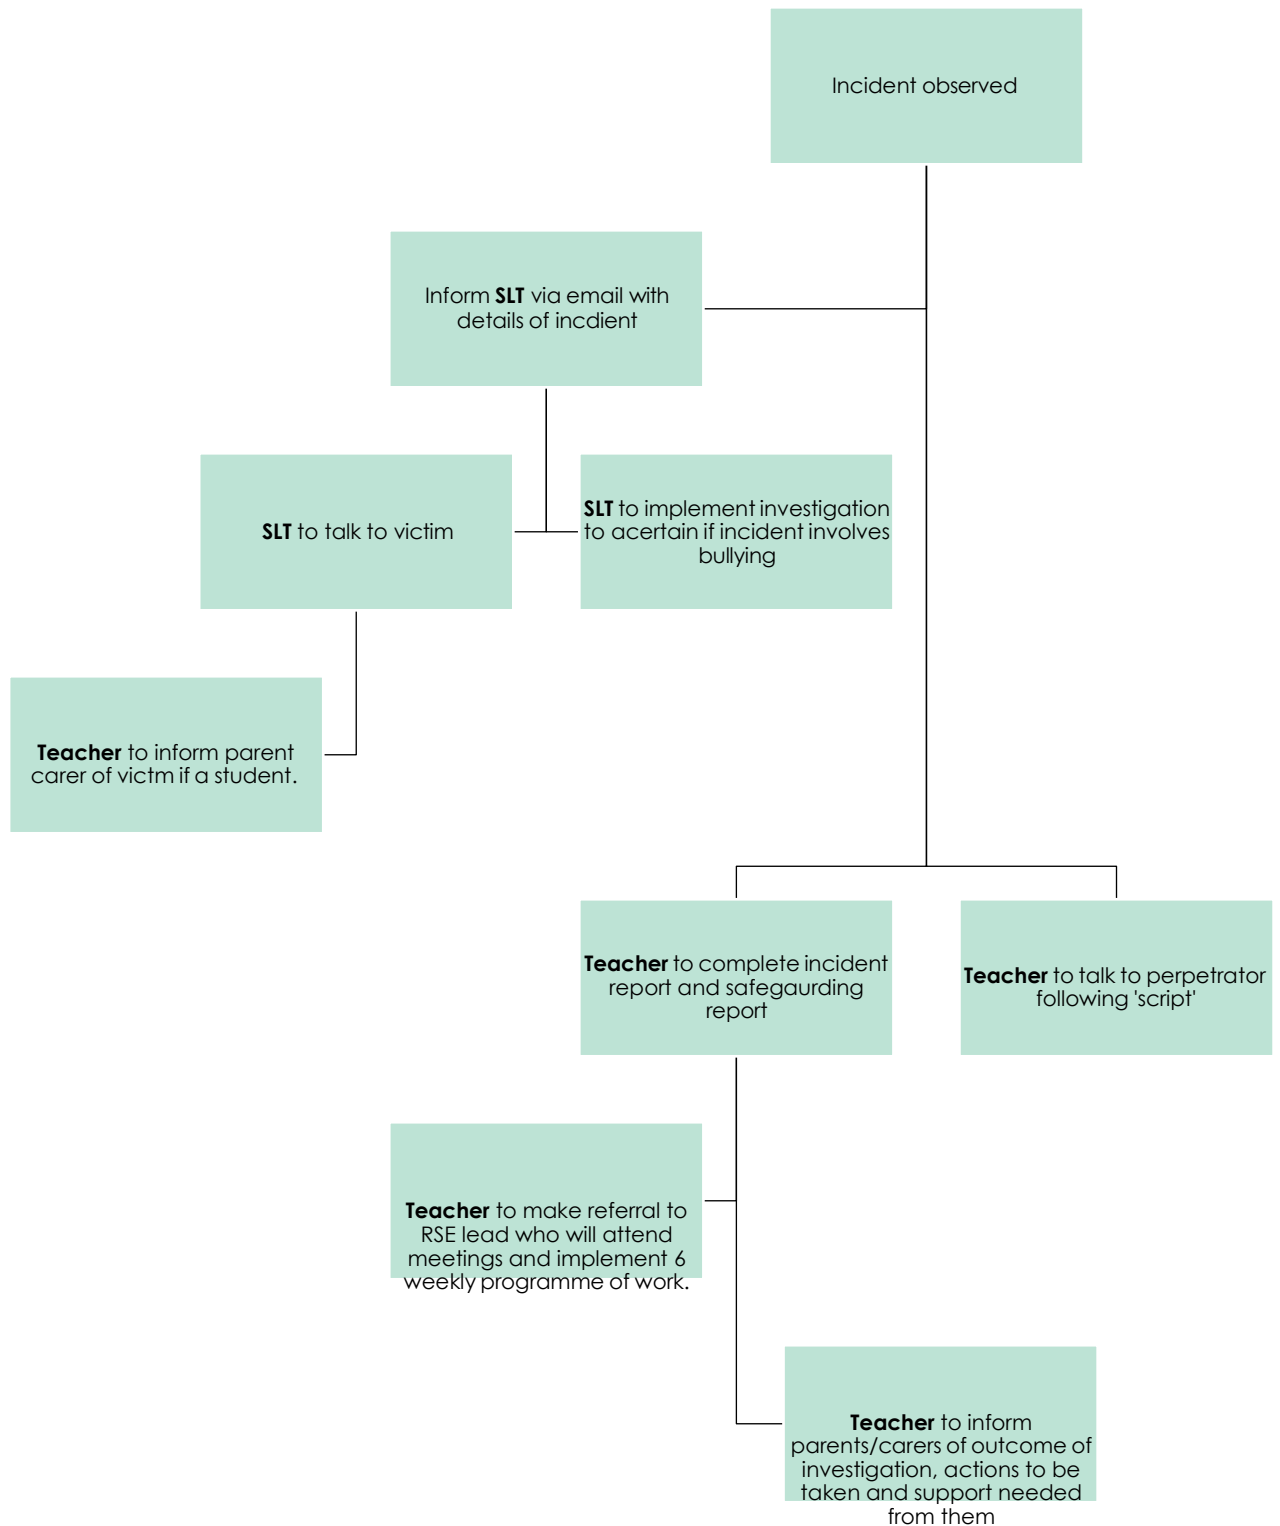 Incident observed
Inform SLT via email with
details of incdient
SLT to talk to victim
SLT to implement investigation
to acertain if incident involves
bullying
Teacher to inform parent
carer of victm if a student.
Teacher to complete incident
report and safegaurding
report
Teacher to talk to perpetrator
following 'script'
Teacher to make referral to
RSE lead who will attend
meetings and implement 6
weekly programme of work.
Teacher to inform
parents/carers of outcome of
investigation, actions to be
taken and support needed
from them